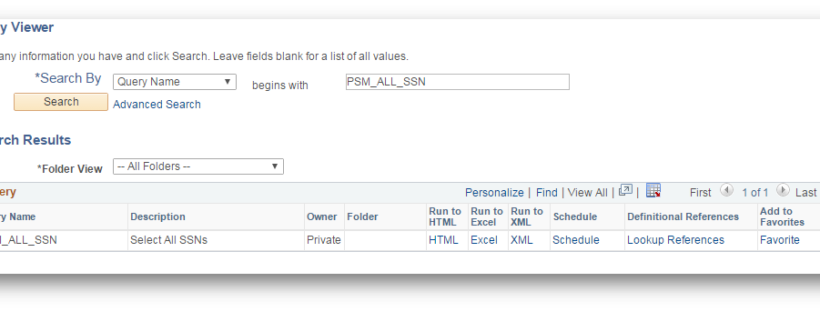 y Viewer
any information you have and click Search. Leave fields blank for a list of all values.
*Search By Query Name begins with PSM_ALL_SSN
Search Advanced Search
rch Results
*Folder View -- All Folders --
ery Personalize | Find | View All | | First 1 of 1 Last
ry Name Description Owner Folder Run to HTML Run to Excel Run to XML Schedule Definitional References Add to Favorites
_ALL_SSN Select All SSNs Private HTML Excel XML Schedule Lookup References Favorite